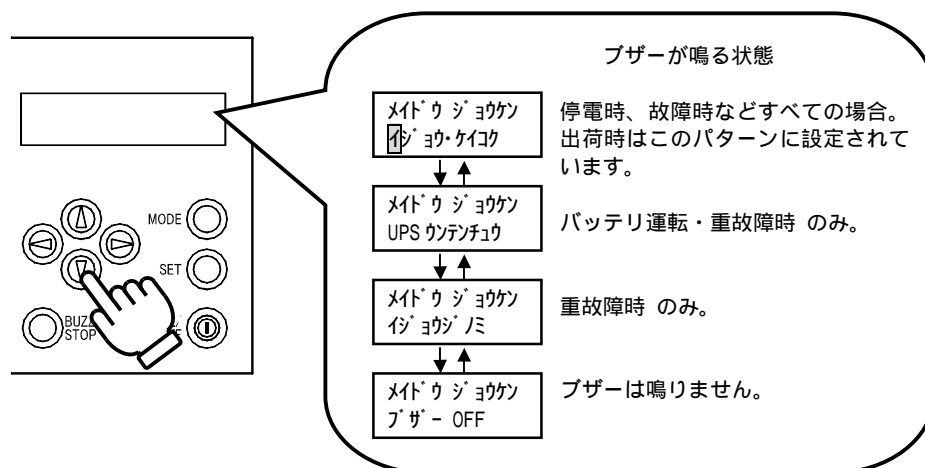 ブザーが鳴る状態
ﾒｲﾄﾞｳ ｼﾞｮｳｹﾝ
ｲｼﾞｮｳ･ｹｲｺｸ
停電時、故障時などすべての場合。
出荷時はこのパターンに設定されて
います。
ﾒｲﾄﾞｳ ｼﾞｮｳｹﾝ
UPS ｳﾝﾃﾝﾁｭｳ
バッテリ運転・重故障時 のみ。
ﾒｲﾄﾞｳ ｼﾞｮｳｹﾝ
ｲｼﾞｮｳｼﾞﾉﾐ
重故障時 のみ。
ﾒｲﾄﾞｳ ｼﾞｮｳｹﾝ
ﾌﾞｻﾞｰ OFF
ブザーは鳴りません。
MODE
SET
STOP